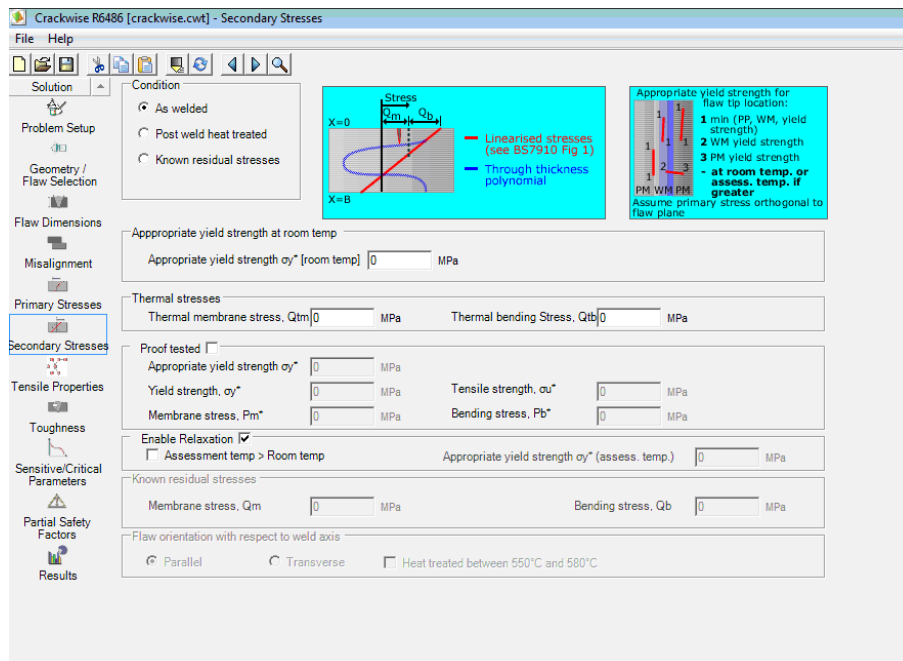 Crackwise R6486 [crackwise.cwt] - Secondary Stresses
File Help
Solution
Problem Setup
Geometry /
Flaw Selection
Flaw Dimensions
Misalignment
Primary Stresses
Secondary Stresses
Tensile Properties
Toughness
Sensitive/Critical
Parameters
Partial Safety
Factors
Results
Condition
As welded
Post weld heat treated
Known residual stresses
Stress
Qm Qb
X=0
X=B
Linearised stresses
(see BS7910 Fig 1)
Through thickness
polynomial
Appropriate yield strength for
flaw tip location:
1 min (PP, WM, yield
strength)
2 WM yield strength
3 PM yield strength
- at room temp. or
assess. temp. if
greater
1 1
1 1 1
2 3
1
PM WM PM
Assume primary stress orthogonal to
flaw plane
Apppropriate yield strength at room temp
Appropriate yield strength σy* [room temp] 0 MPa
Thermal stresses
Thermal membrane stress, Qtm 0 MPa Thermal bending Stress, Qtb 0 MPa
Proof tested
Appropriate yield strength σy* 0 MPa
Yield strength, σy* 0 MPa Tensile strength, σu* 0 MPa
Membrane stress, Pm* 0 MPa Bending stress, Pb* 0 MPa
Enable Relaxation
Assessment temp > Room temp Appropriate yield strength σy* (assess. temp.) 0 MPa
Known residual stresses
Membrane stress, Qm 0 MPa Bending stress, Qb 0 MPa
Flaw orientation with respect to weld axis
Parallel Transverse Heat treated between 550°C and 580°C